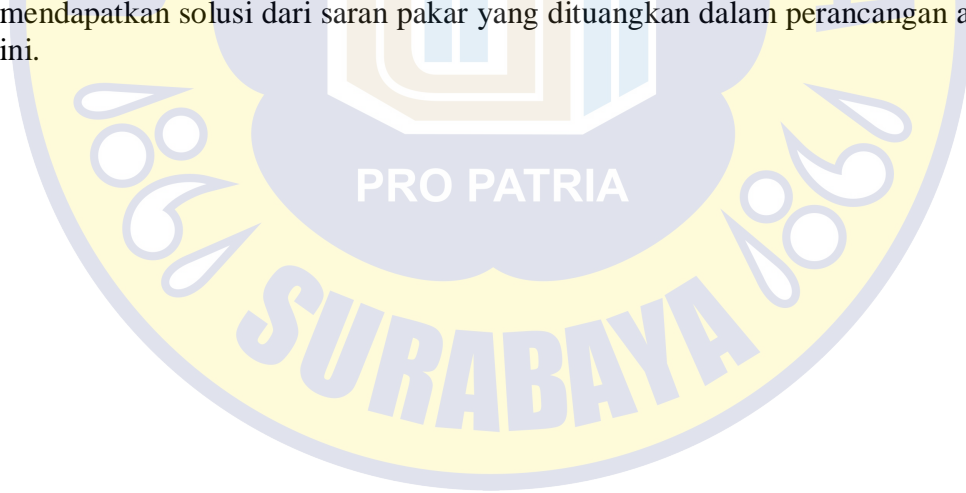 mendapatkan solusi dari saran pakar yang dituangkan dalam perancangan a
ini.
PRO PATRIA
SURABAYA